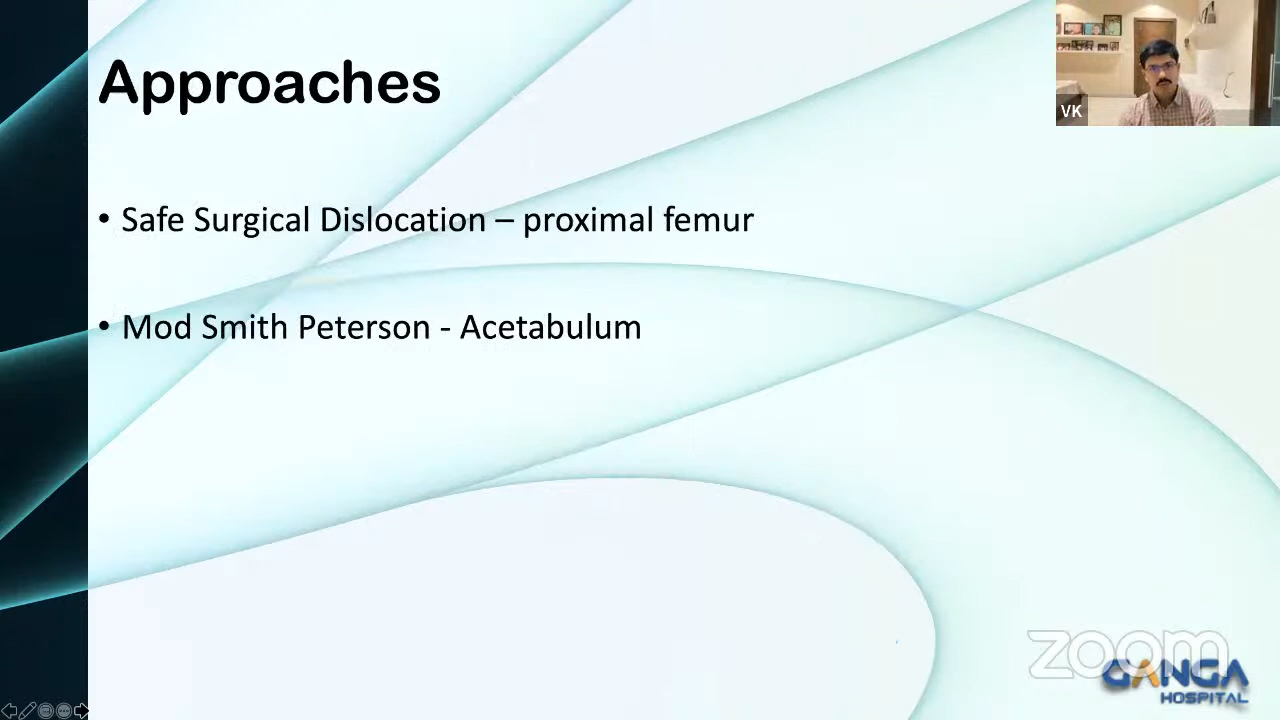 Approaches
VK
• Safe Surgical Dislocation – proximal femur
• Mod Smith Peterson - Acetabulum
zoom
GANGA
HOSPITAL